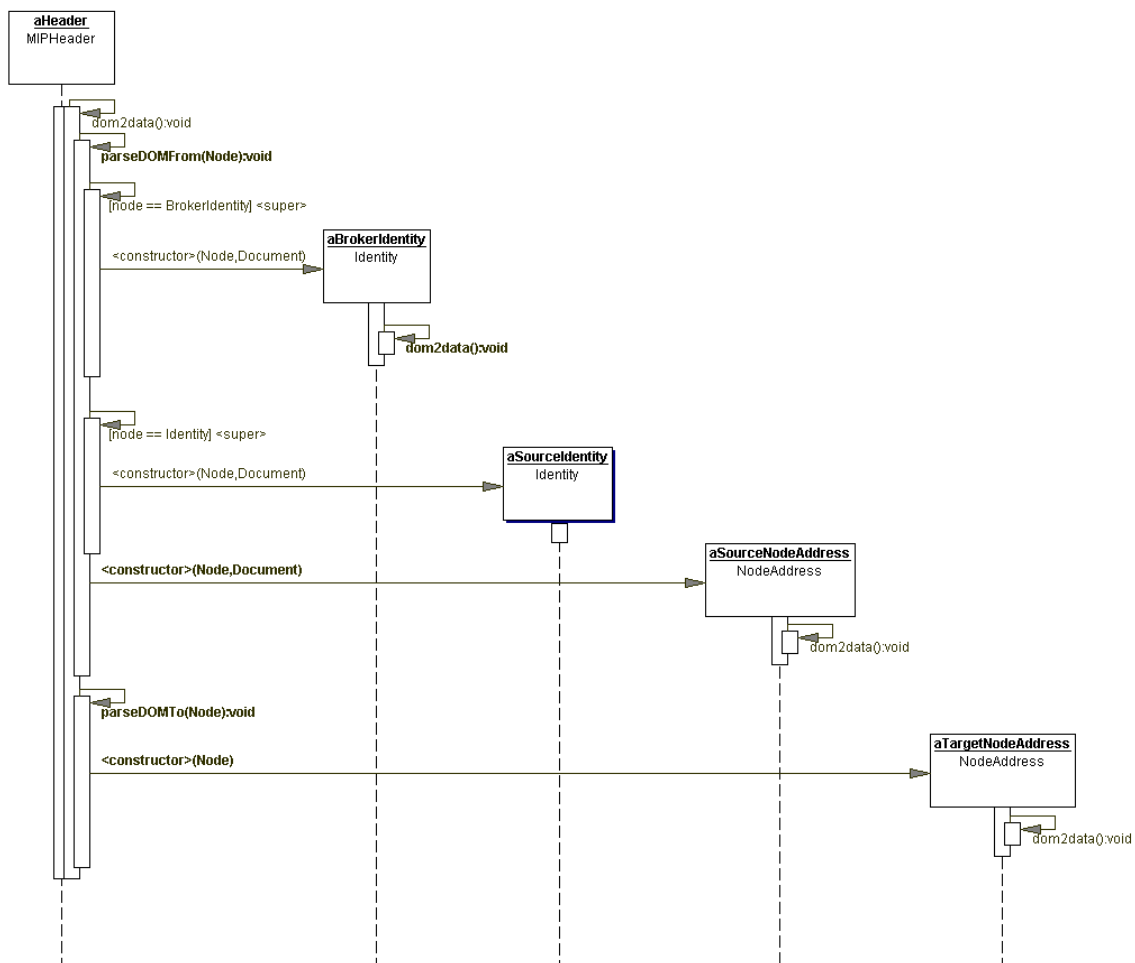 aHeader
MIPHeader
dom2data():void
parseDOMFrom(Node):void
[node == BrokerIdentity] <super>
<constructor>(Node,Document)
aBrokerIdentity
Identity
dom2data():void
[node == Identity] <super>
<constructor>(Node,Document)
aSourceIdentity
Identity
<constructor>(Node,Document)
aSourceNodeAddress
NodeAddress
dom2data():void
parseDOMTo(Node):void
<constructor>(Node)
aTargetNodeAddress
NodeAddress
dom2data():void